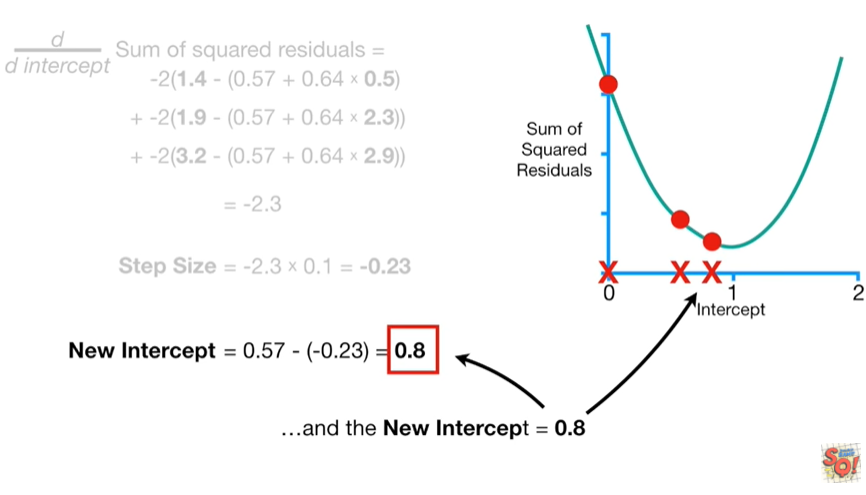 d
d intercept
Sum of squared residuals =
-2(1.4 - (0.57 + 0.64 × 0.5)
+ -2(1.9 - (0.57 + 0.64 × 2.3))
+ -2(3.2 - (0.57 + 0.64 × 2.9))
= -2.3
Step Size = -2.3 × 0.1 = -0.23
New Intercept = 0.57 - (-0.23) = 0.8
...and the New Intercept = 0.8
Sum of
Squared
Residuals
X X X
0 1 2
Intercept
SQ!